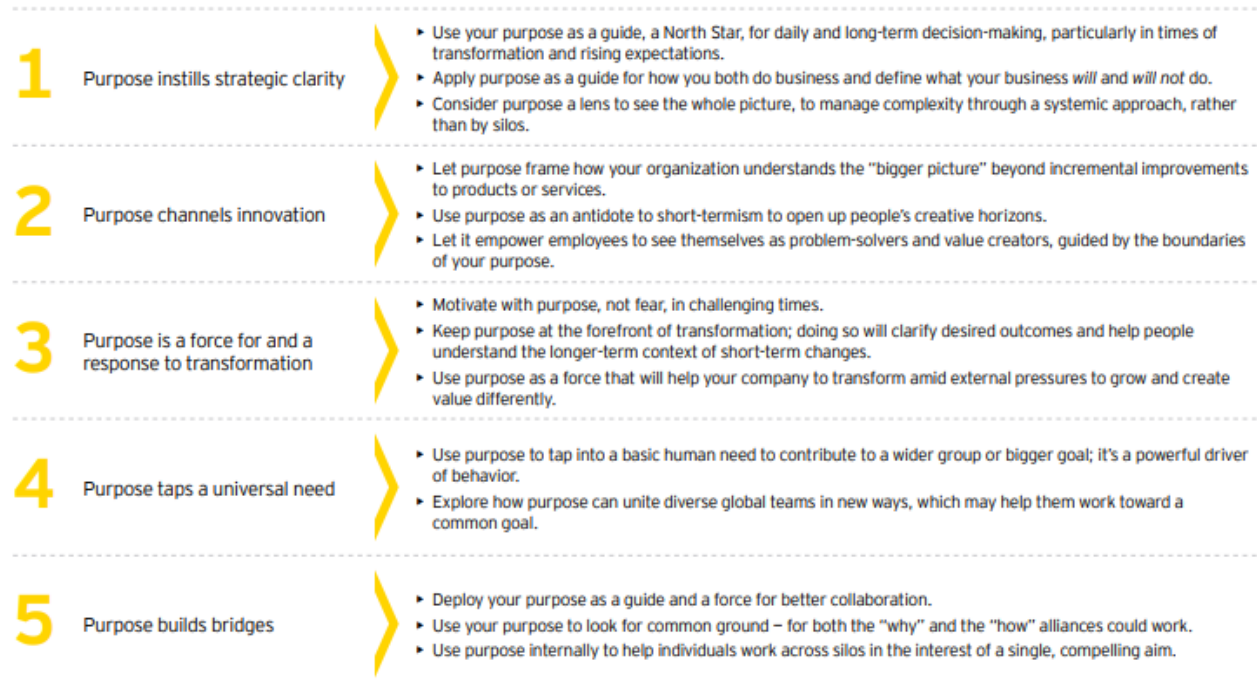 1
Purpose instills strategic clarity
‣ Use your purpose as a guide, a North Star, for daily and long-term decision-making, particularly in times of
transformation and rising expectations.
‣ Apply purpose as a guide for how you both do business and define what your business will and will not do.
‣ Consider purpose a lens to see the whole picture, to manage complexity through a systemic approach, rather
than by silos.
2
Purpose channels innovation
‣ Let purpose frame how your organization understands the “bigger picture” beyond incremental improvements
to products or services.
‣ Use purpose as an antidote to short-termism to open up people’s creative horizons.
‣ Let it empower employees to see themselves as problem-solvers and value creators, guided by the boundaries
of your purpose.
3
Purpose is a force for and a
response to transformation
‣ Motivate with purpose, not fear, in challenging times.
‣ Keep purpose at the forefront of transformation; doing so will clarify desired outcomes and help people
understand the longer-term context of short-term changes.
‣ Use purpose as a force that will help your company to transform amid external pressures to grow and create
value differently.
4
Purpose taps a universal need
‣ Use purpose to tap into a basic human need to contribute to a wider group or bigger goal; it’s a powerful driver
of behavior.
‣ Explore how purpose can unite diverse global teams in new ways, which may help them work toward a
common goal.
5
Purpose builds bridges
‣ Deploy your purpose as a guide and a force for better collaboration.
‣ Use your purpose to look for common ground – for both the “why” and the “how” alliances could work.
‣ Use purpose internally to help individuals work across silos in the interest of a single, compelling aim.